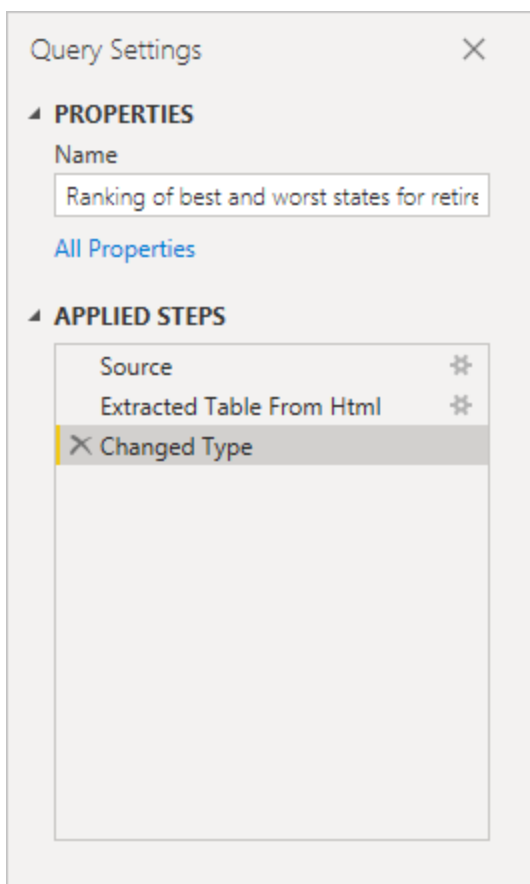 Query Settings
PROPERTIES
Name
Ranking of best and worst states for retire
All Properties
APPLIED STEPS
Source
Extracted Table From Html
Changed Type